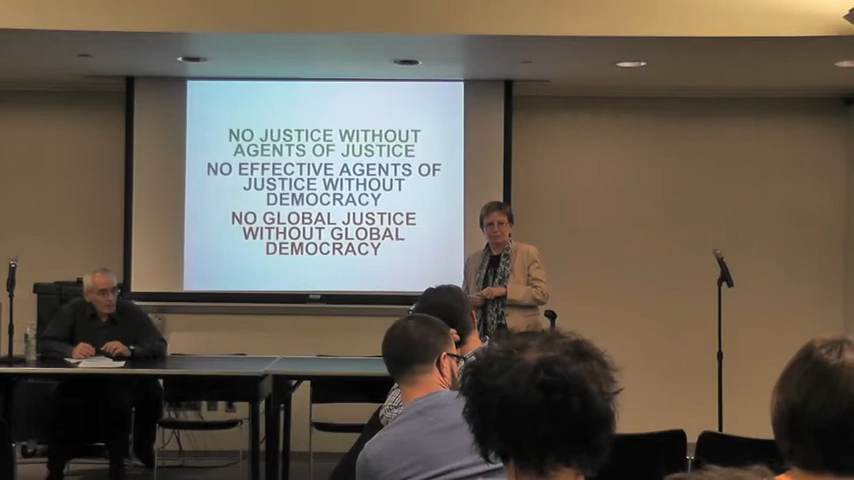 NO JUSTICE WITHOUT
AGENTS OF JUSTICE
NO EFFECTIVE AGENTS OF
JUSTICE WITHOUT
DEMOCRACY
NO GLOBAL JUSTICE
WITHOUT GLOBAL
DEMOCRACY